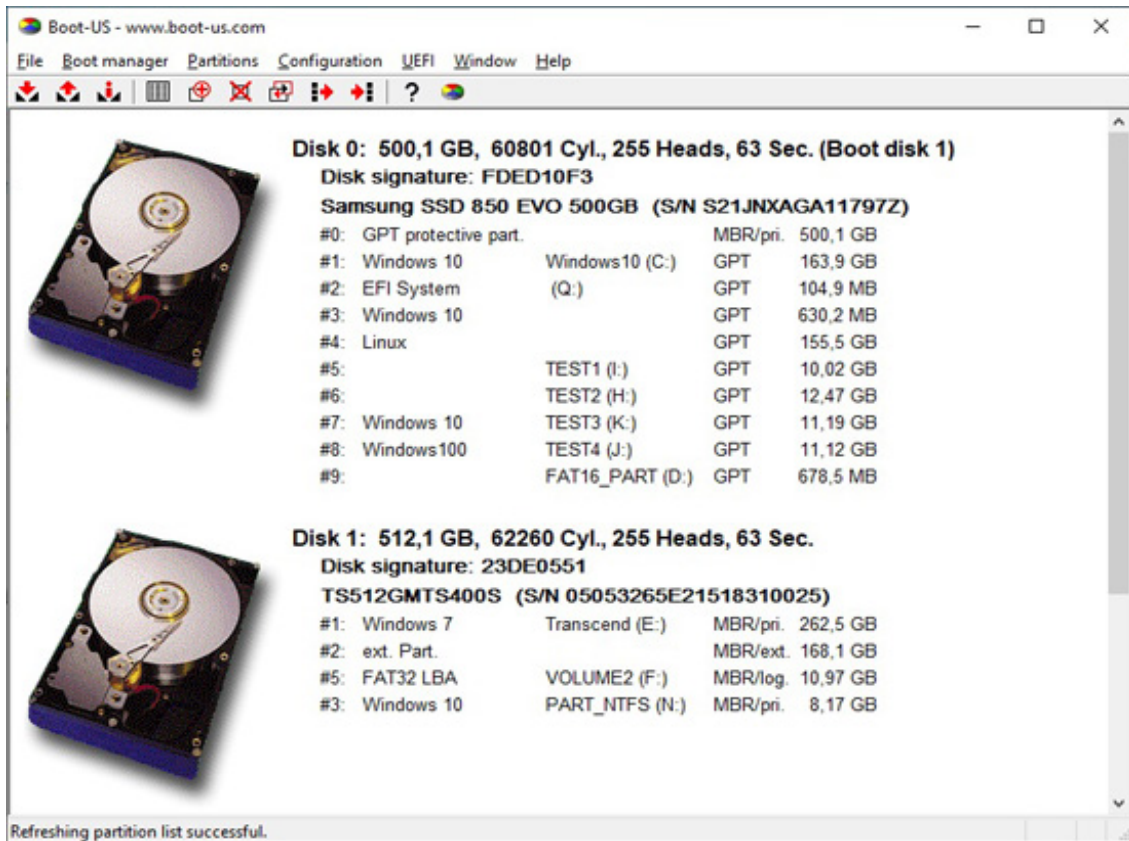 Boot-US - www.boot-us.com
File Boot manager Partitions Configuration UEFI Window Help
?
Disk 0: 500,1 GB, 60801 Cyl., 255 Heads, 63 Sec. (Boot disk 1)
Disk signature: FDED10F3
Samsung SSD 850 EVO 500GB (S/N S21JNXAGA11797Z)
#0: GPT protective part. MBR/pri. 500,1 GB
#1: Windows 10 Windows10 (C:) GPT 163,9 GB
#2: EFI System (Q:) GPT 104,9 MB
#3: Windows 10 GPT 630,2 MB
#4: Linux GPT 155,5 GB
#5: TEST1 (I:) GPT 10,02 GB
#6: TEST2 (H:) GPT 12,47 GB
#7: Windows 10 TEST3 (K:) GPT 11,19 GB
#8: Windows100 TEST4 (J:) GPT 11,12 GB
#9: FAT16_PART (D:) GPT 678,5 MB
Disk 1: 512,1 GB, 62260 Cyl., 255 Heads, 63 Sec.
Disk signature: 23DE0551
TS512GMTS400S (S/N 05053265E21518310025)
#1: Windows 7 Transcend (E:) MBR/pri. 262,5 GB
#2: ext. Part. MBR/ext. 168,1 GB
#5: FAT32 LBA VOLUME2 (F:) MBR/log. 10,97 GB
#3: Windows 10 PART_NTFS (N:) MBR/pri. 8,17 GB
Refreshing partition list successful.